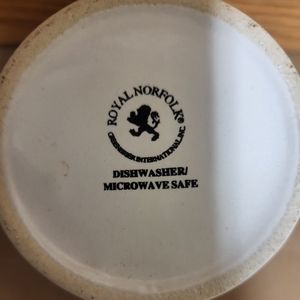 ROYAL NORFOLK®
GREENBRIER INTERNATIONAL, INC
DISHWASHER/
MICROWAVE SAFE